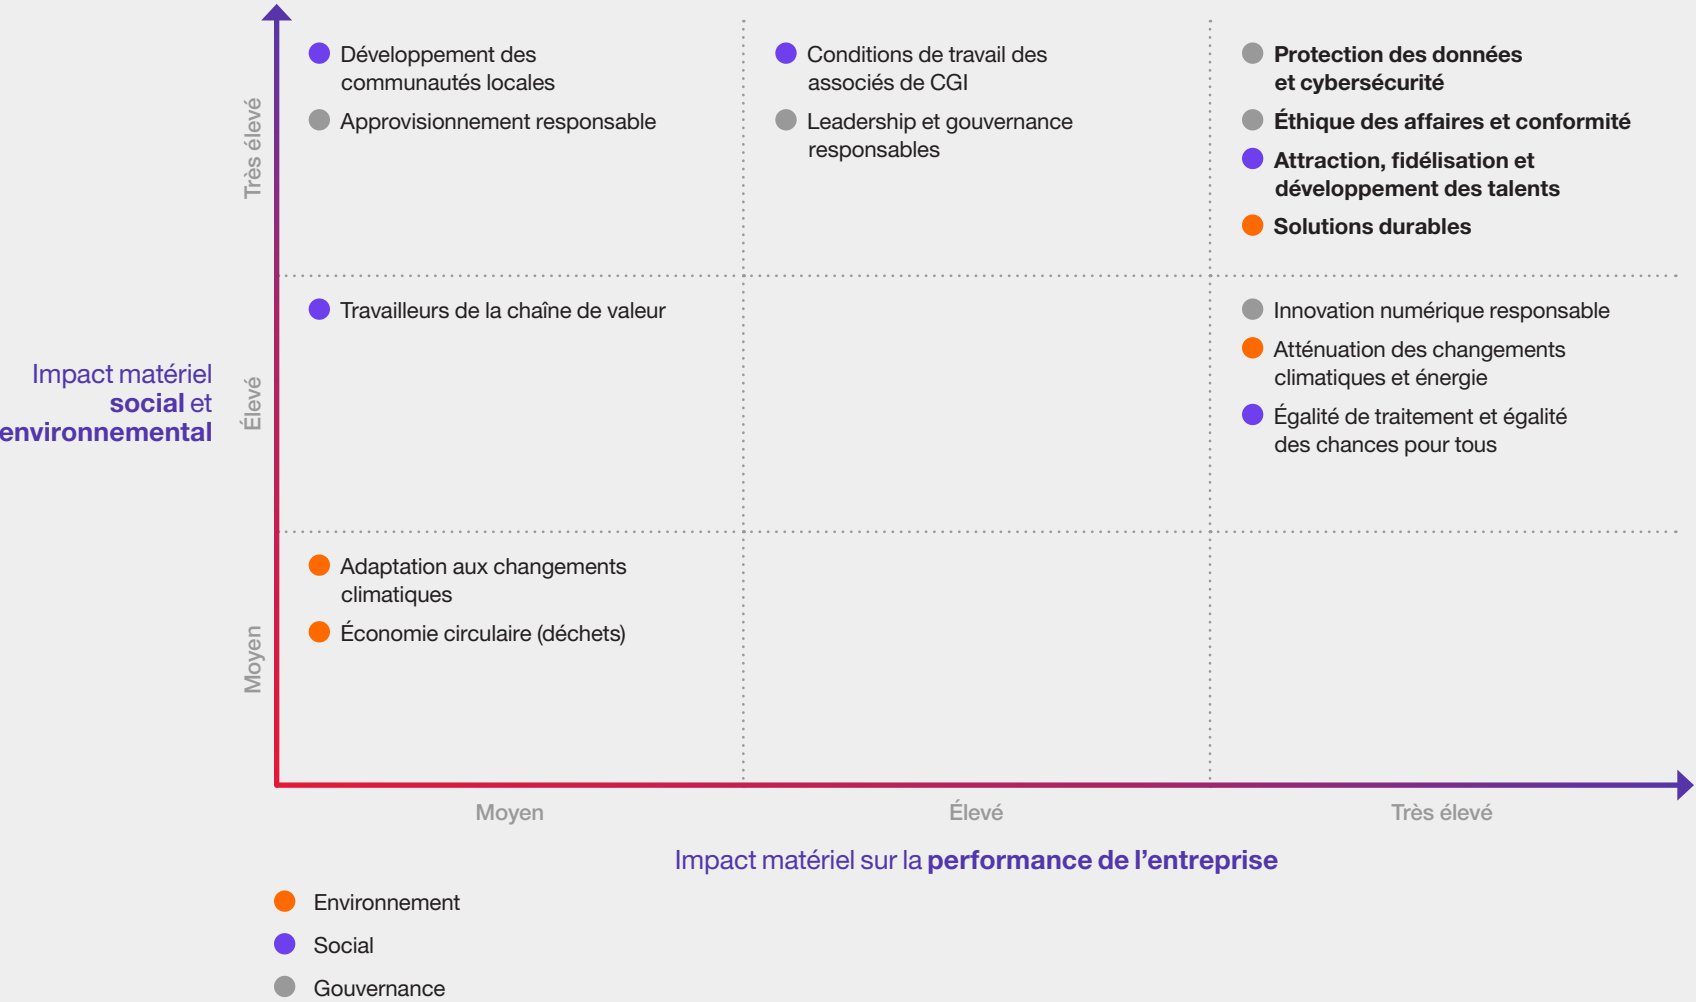 Très élevé
Développement des
communautés locales
Approvisionnement responsable
Conditions de travail des
associés de CGI
Leadership et gouvernance
responsables
Protection des données
et cybersécurité
Éthique des affaires et conformité
Attraction, fidélisation et
développement des talents
Solutions durables
Impact matériel
social et
environnemental
Élevé
Travailleurs de la chaîne de valeur
Innovation numérique responsable
Atténuation des changements
climatiques et énergie
Égalité de traitement et égalité
des chances pour tous
Moyen
Adaptation aux changements
climatiques
Économie circulaire (déchets)
Moyen
Élevé
Très élevé
Impact matériel sur la performance de l’entreprise
Environnement
Social
Gouvernance